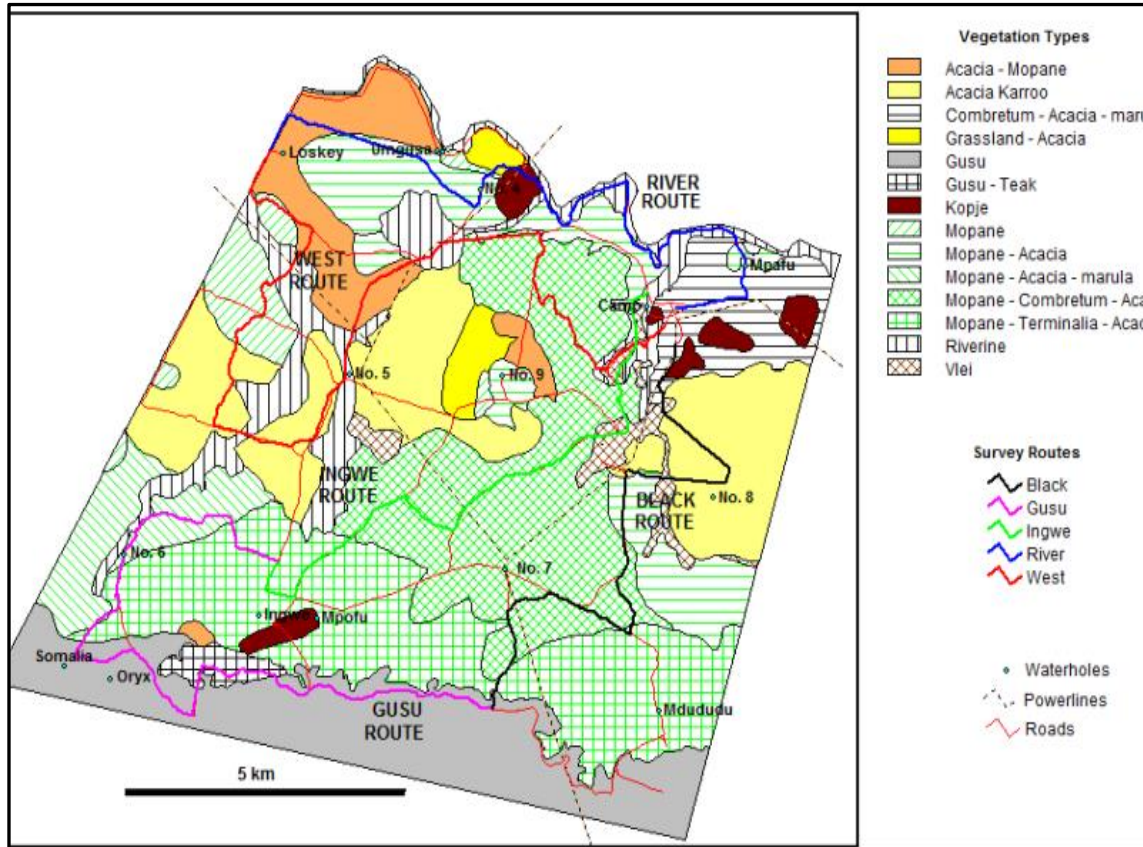 Loskey
Umgusa
No.
RIVER
ROUTE
WEST
ROUTE
Mpafu
Camp
No. 5
No. 9
INGWE
ROUTE
BLACK
ROUTE
No. 8
No. 6
No. 7
Ingwe
Mpofu
Somalia
Oryx
GUSU
ROUTE
Mdududu
5 km
Vegetation Types
Acacia - Mopane
Acacia Karroo
Combretum - Acacia - maru
Grassland - Acacia
Gusu
Gusu - Teak
Kopje
Mopane
Mopane - Acacia
Mopane - Acacia - marula
Mopane - Combretum - Aca
Mopane - Terminalia - Acac
Riverine
Vlei
Survey Routes
Black
Gusu
Ingwe
River
West
Waterholes
Powerlines
Roads